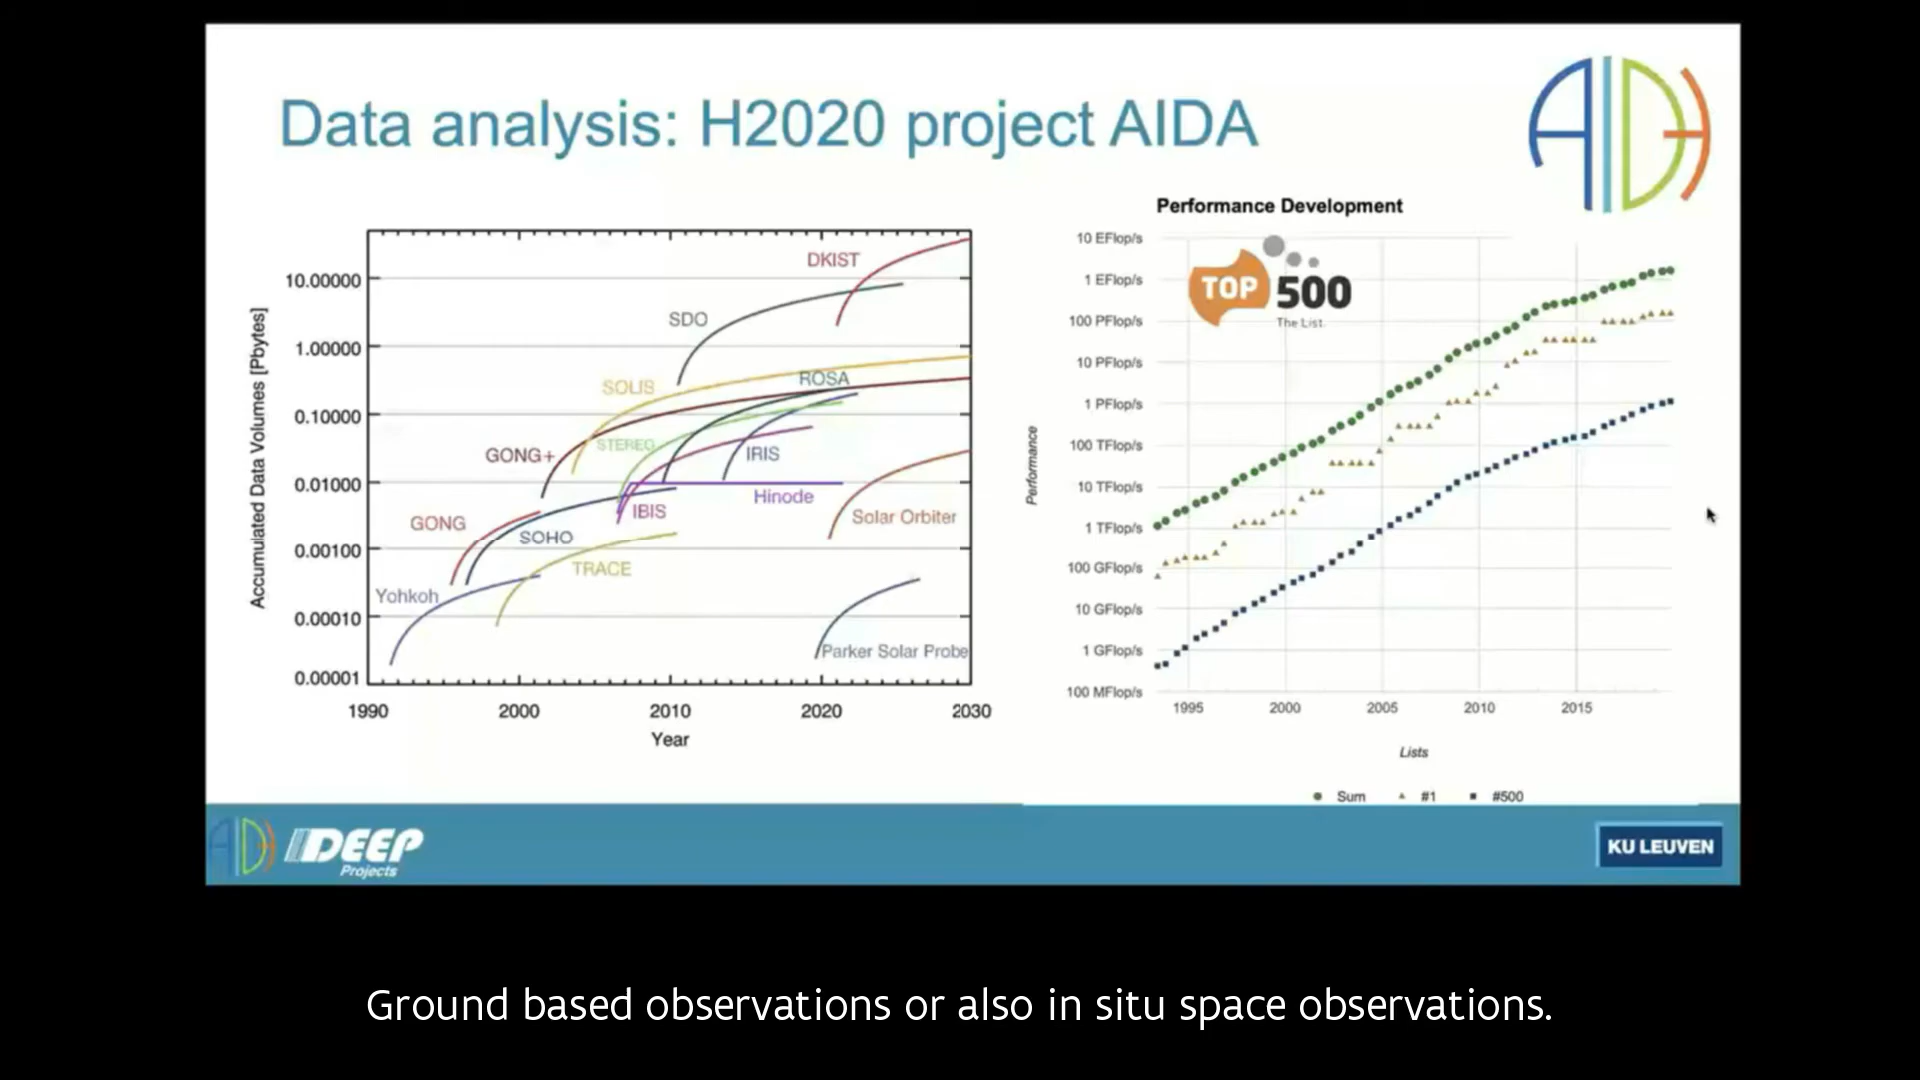 Data analysis: H2020 project AIDA
AIDA
Accumulated Data Volumes [Pbytes]
10.00000
1.00000
0.10000
0.01000
0.00100
0.00010
0.00001
DKIST
SDO
SOLIS
ROSA
STEREO
GONG+
IRIS
Hinode
IBIS
GONG
SOHO
Solar Orbiter
TRACE
Yohkoh
Parker Solar Probe
1990 2000 2010 2020 2030
Year
Performance Development
TOP 500
The List.
Performance
10 EFlop/s
1 EFlop/s
100 PFlop/s
10 PFlop/s
1 PFlop/s
100 TFlop/s
10 TFlop/s
1 TFlop/s
100 GFlop/s
10 GFlop/s
1 GFlop/s
100 MFlop/s
1995 2000 2005 2010 2015
Lists
Sum #1 #500
AIDA
DEEP
Projects
KU LEUVEN
Ground based observations or also in situ space observations.